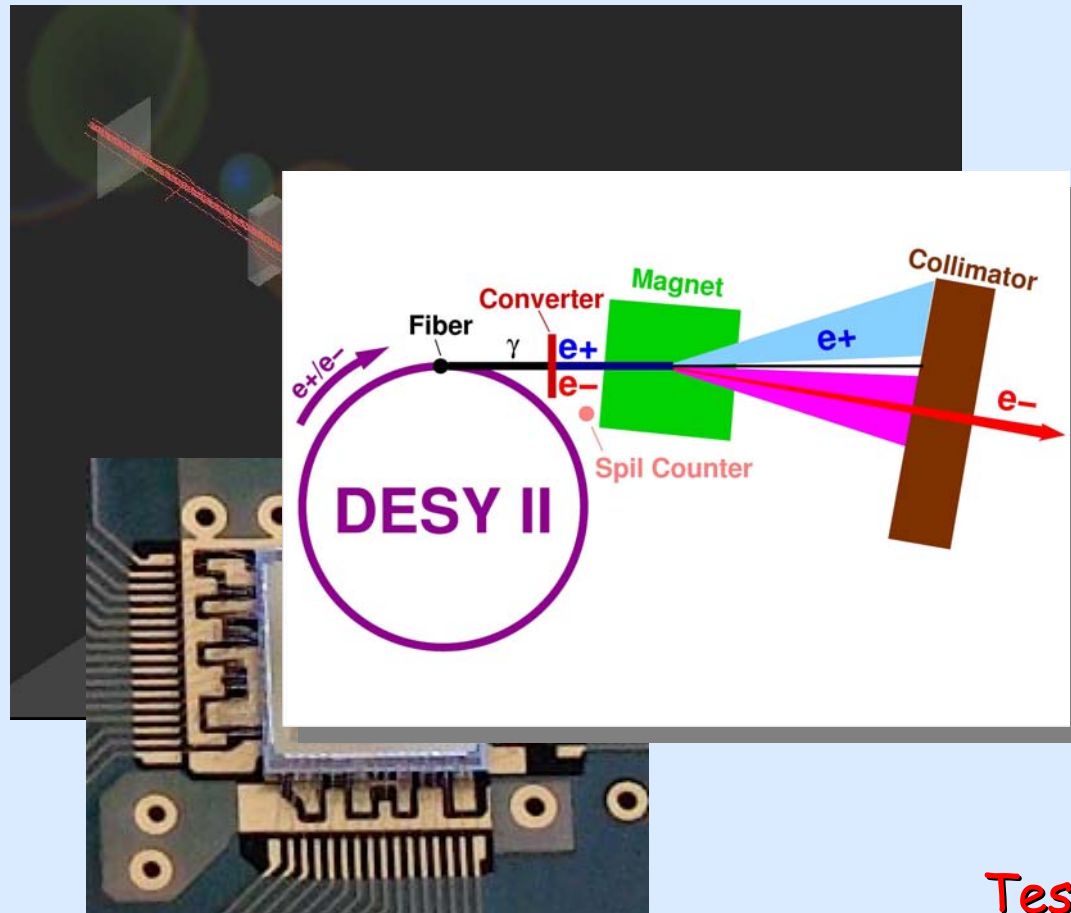 Collimator
Magnet
Converter
Fiber
γ
e+
e+
e+/e−
e−
e−
Spil Counter
DESY II
Tes